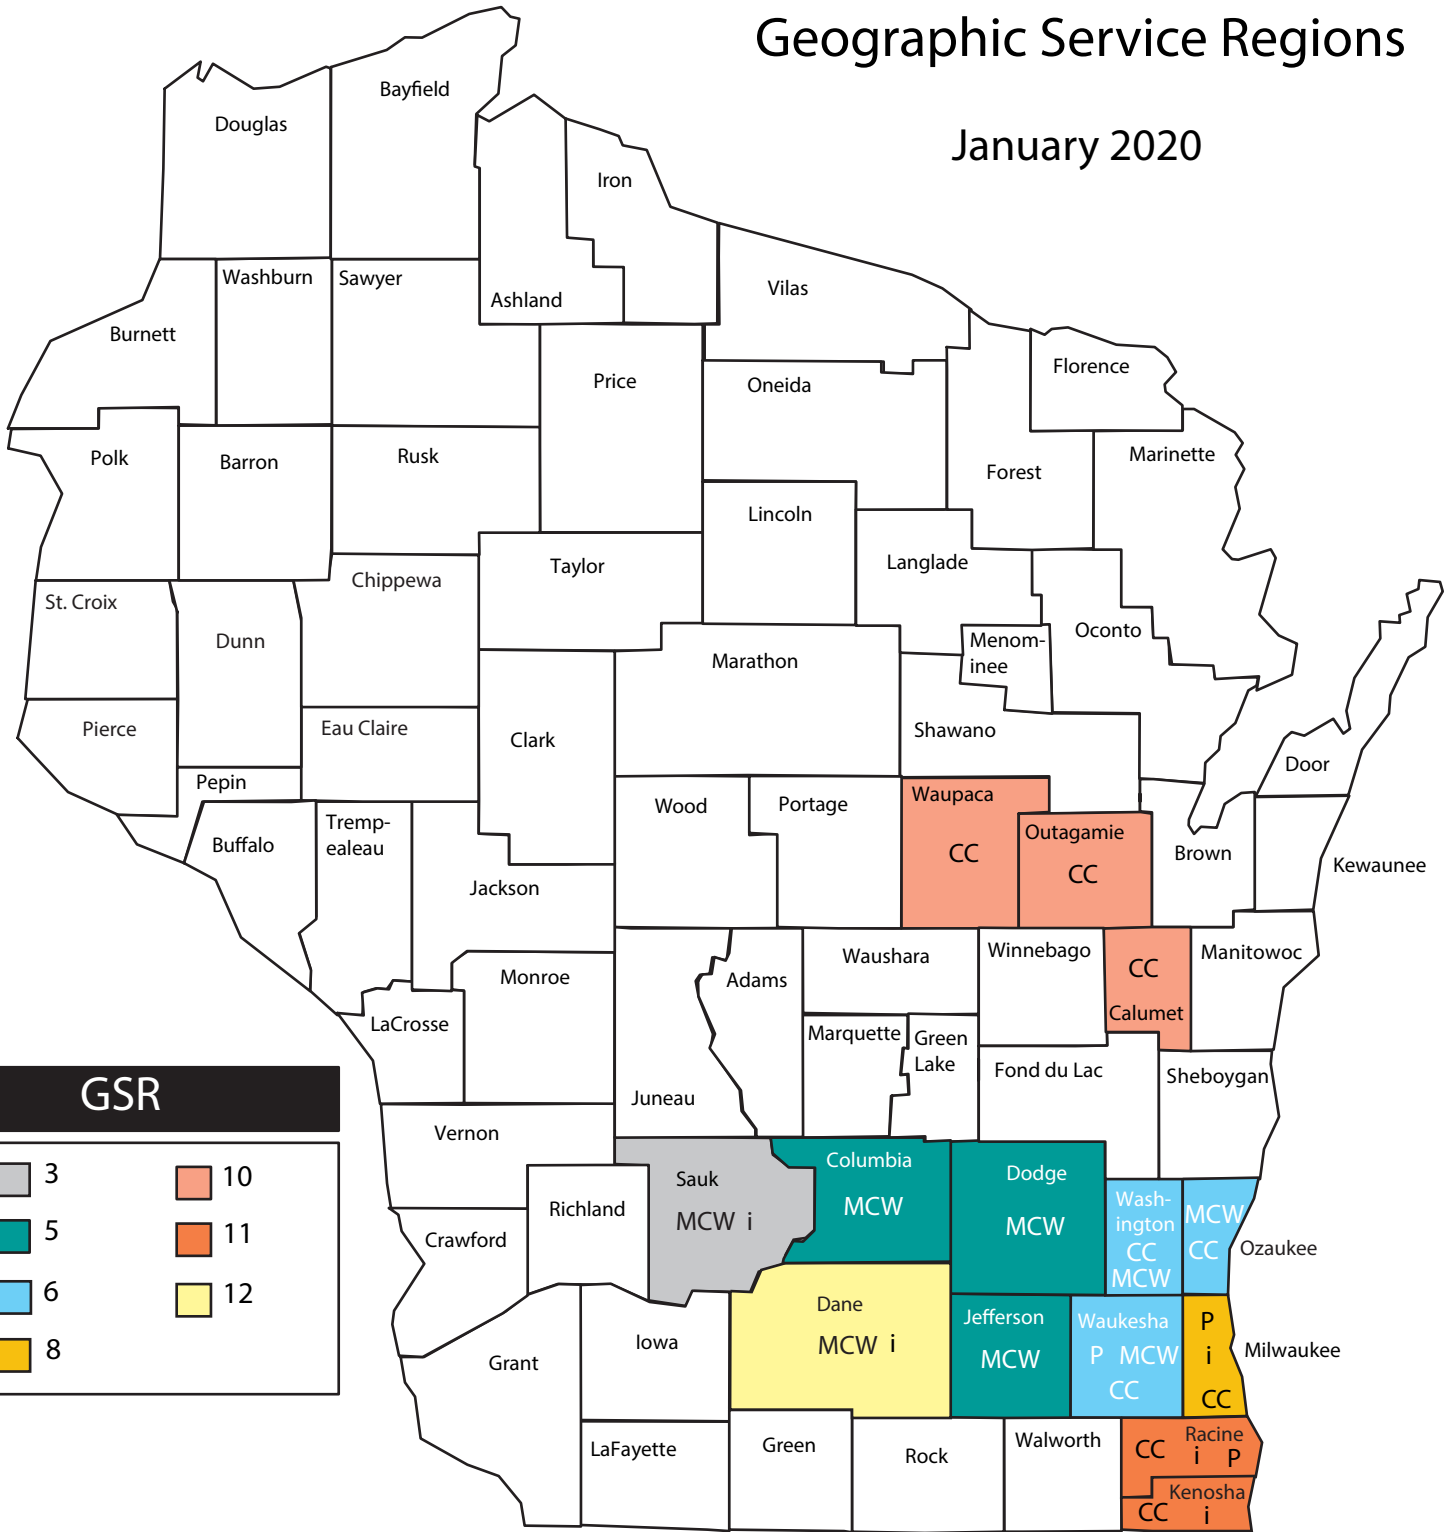 Geographic Service Regions
January 2020
Bayfield
Douglas
Iron
Washburn
Sawyer
Ashland
Vilas
Burnett
Price
Oneida
Florence
Polk
Barron
Rusk
Forest
Marinette
Lincoln
Taylor
Langlade
Chippewa
St. Croix
Dunn
Menom-
inee
Oconto
Marathon
Pierce
Eau Claire
Clark
Shawano
Door
Pepin
Wood
Portage
Waupaca
CC
Outagamie
CC
Buffalo
Tremp-
ealeau
Brown
Kewaunee
Jackson
Monroe
Adams
Waushara
Winnebago
CC
Calumet
Manitowoc
LaCrosse
Marquette
Green
Lake
Fond du Lac
Sheboygan
Juneau
GSR
3
10
5
11
6
12
8
Vernon
Richland
Sauk
MCW i
Columbia
MCW
Dodge
MCW
Wash-
ington
CC
MCW
MCW
CC
Ozaukee
Crawford
Dane
MCW i
Jefferson
MCW
Waukesha
P MCW
CC
P
i
CC
Milwaukee
Iowa
Grant
LaFayette
Green
Rock
Walworth
Racine
CC i P
Kenosha
CC i